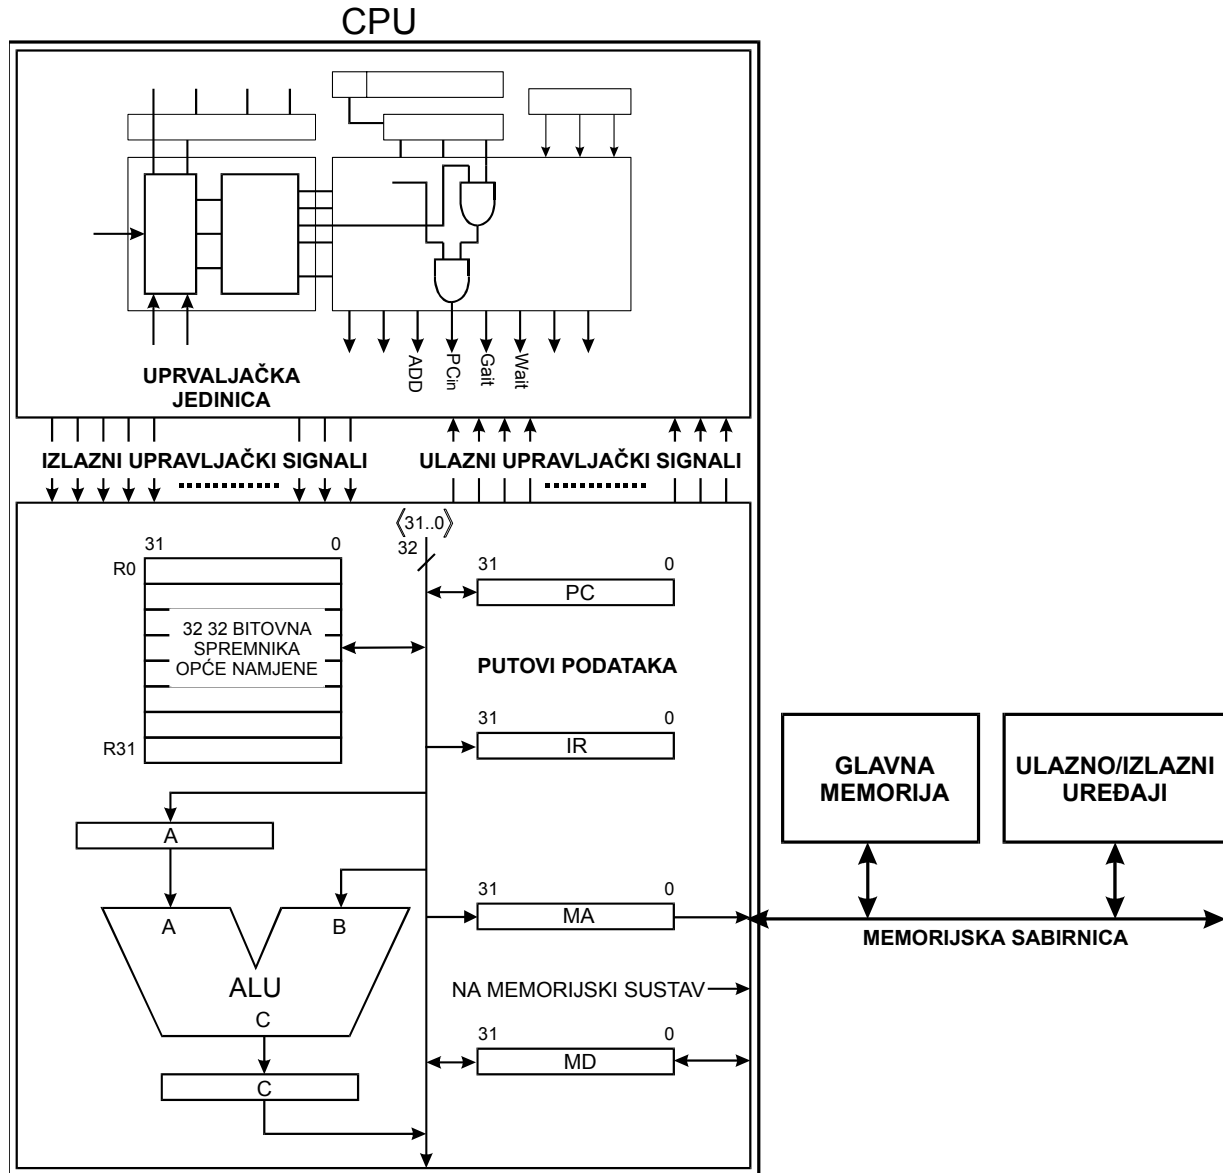 CPU
ADD
PCin
Gait
Wait
UPRVALJAČKA
JEDINICA
IZLAZNI UPRAVLJAČKI SIGNALI
ULAZNI UPRAVLJAČKI SIGNALI
⟨31..0⟩
32
31 0
R0
32 32 BITOVNA
SPREMNIKA
OPĆE NAMJENE
R31
31 0
PC
PUTOVI PODATAKA
31 0
IR
A
A B
ALU
C
C
31 0
MA
NA MEMORIJSKI SUSTAV
31 0
MD
GLAVNA
MEMORIJA
ULAZNO/IZLAZNI
UREĐAJI
MEMORIJSKA SABIRNICA